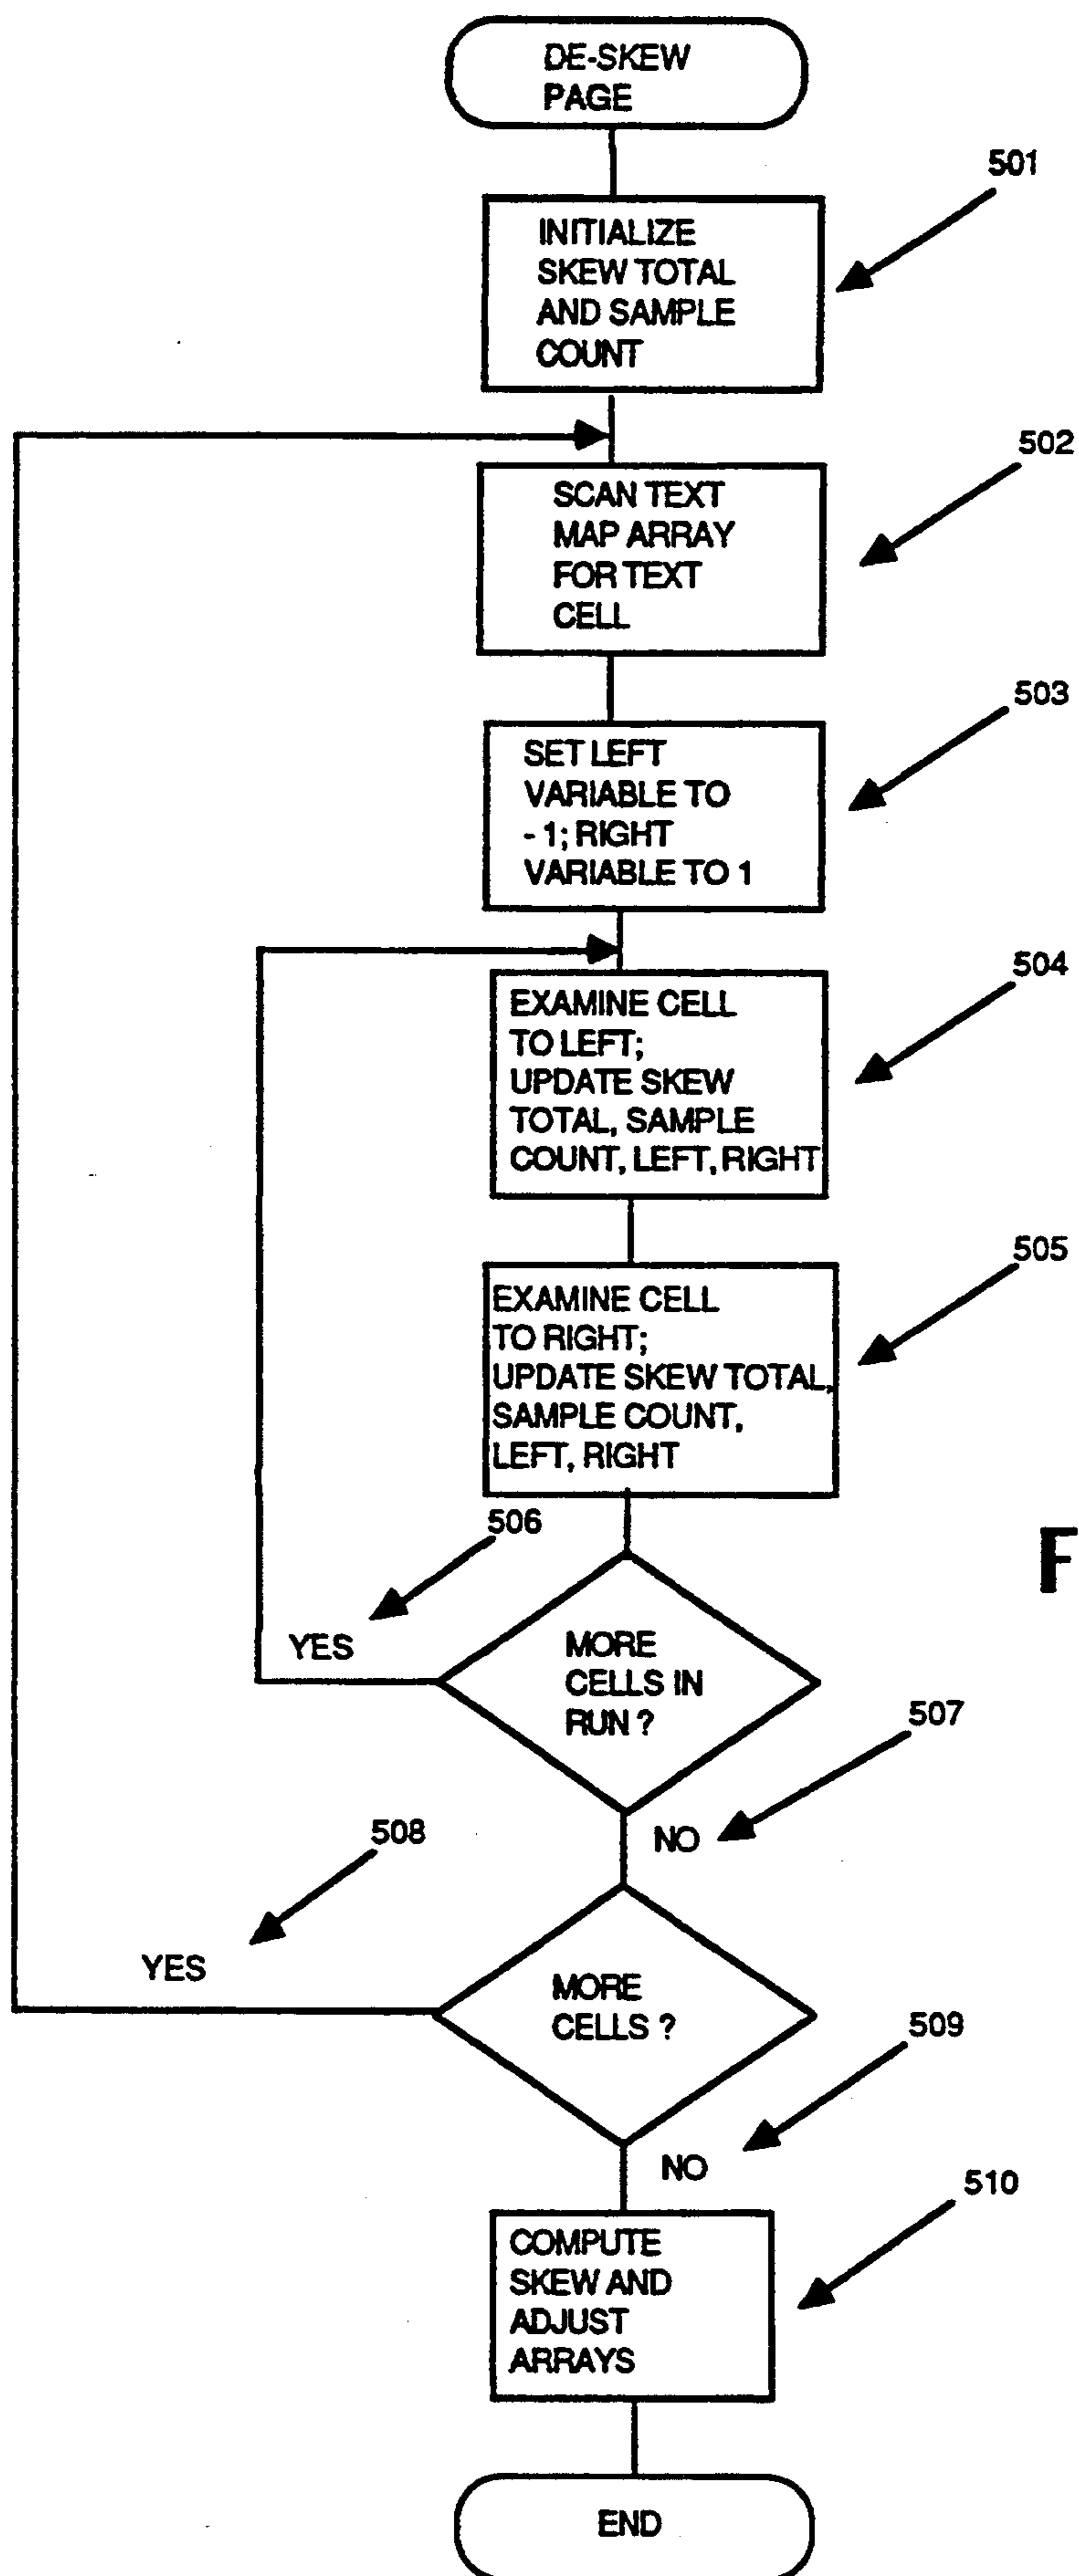 DE-SKEW
PAGE
501
INITIALIZE
SKEW TOTAL
AND SAMPLE
COUNT
502
SCAN TEXT
MAP ARRAY
FOR TEXT
CELL
503
SET LEFT
VARIABLE TO
- 1; RIGHT
VARIABLE TO 1
504
EXAMINE CELL
TO LEFT;
UPDATE SKEW
TOTAL, SAMPLE
COUNT, LEFT, RIGHT
505
EXAMINE CELL
TO RIGHT;
UPDATE SKEW TOTAL,
SAMPLE COUNT,
LEFT, RIGHT
506
F
YES
MORE
CELLS IN
RUN ?
507
NO
508
YES
MORE
CELLS ?
509
NO
510
COMPUTE
SKEW AND
ADJUST
ARRAYS
END